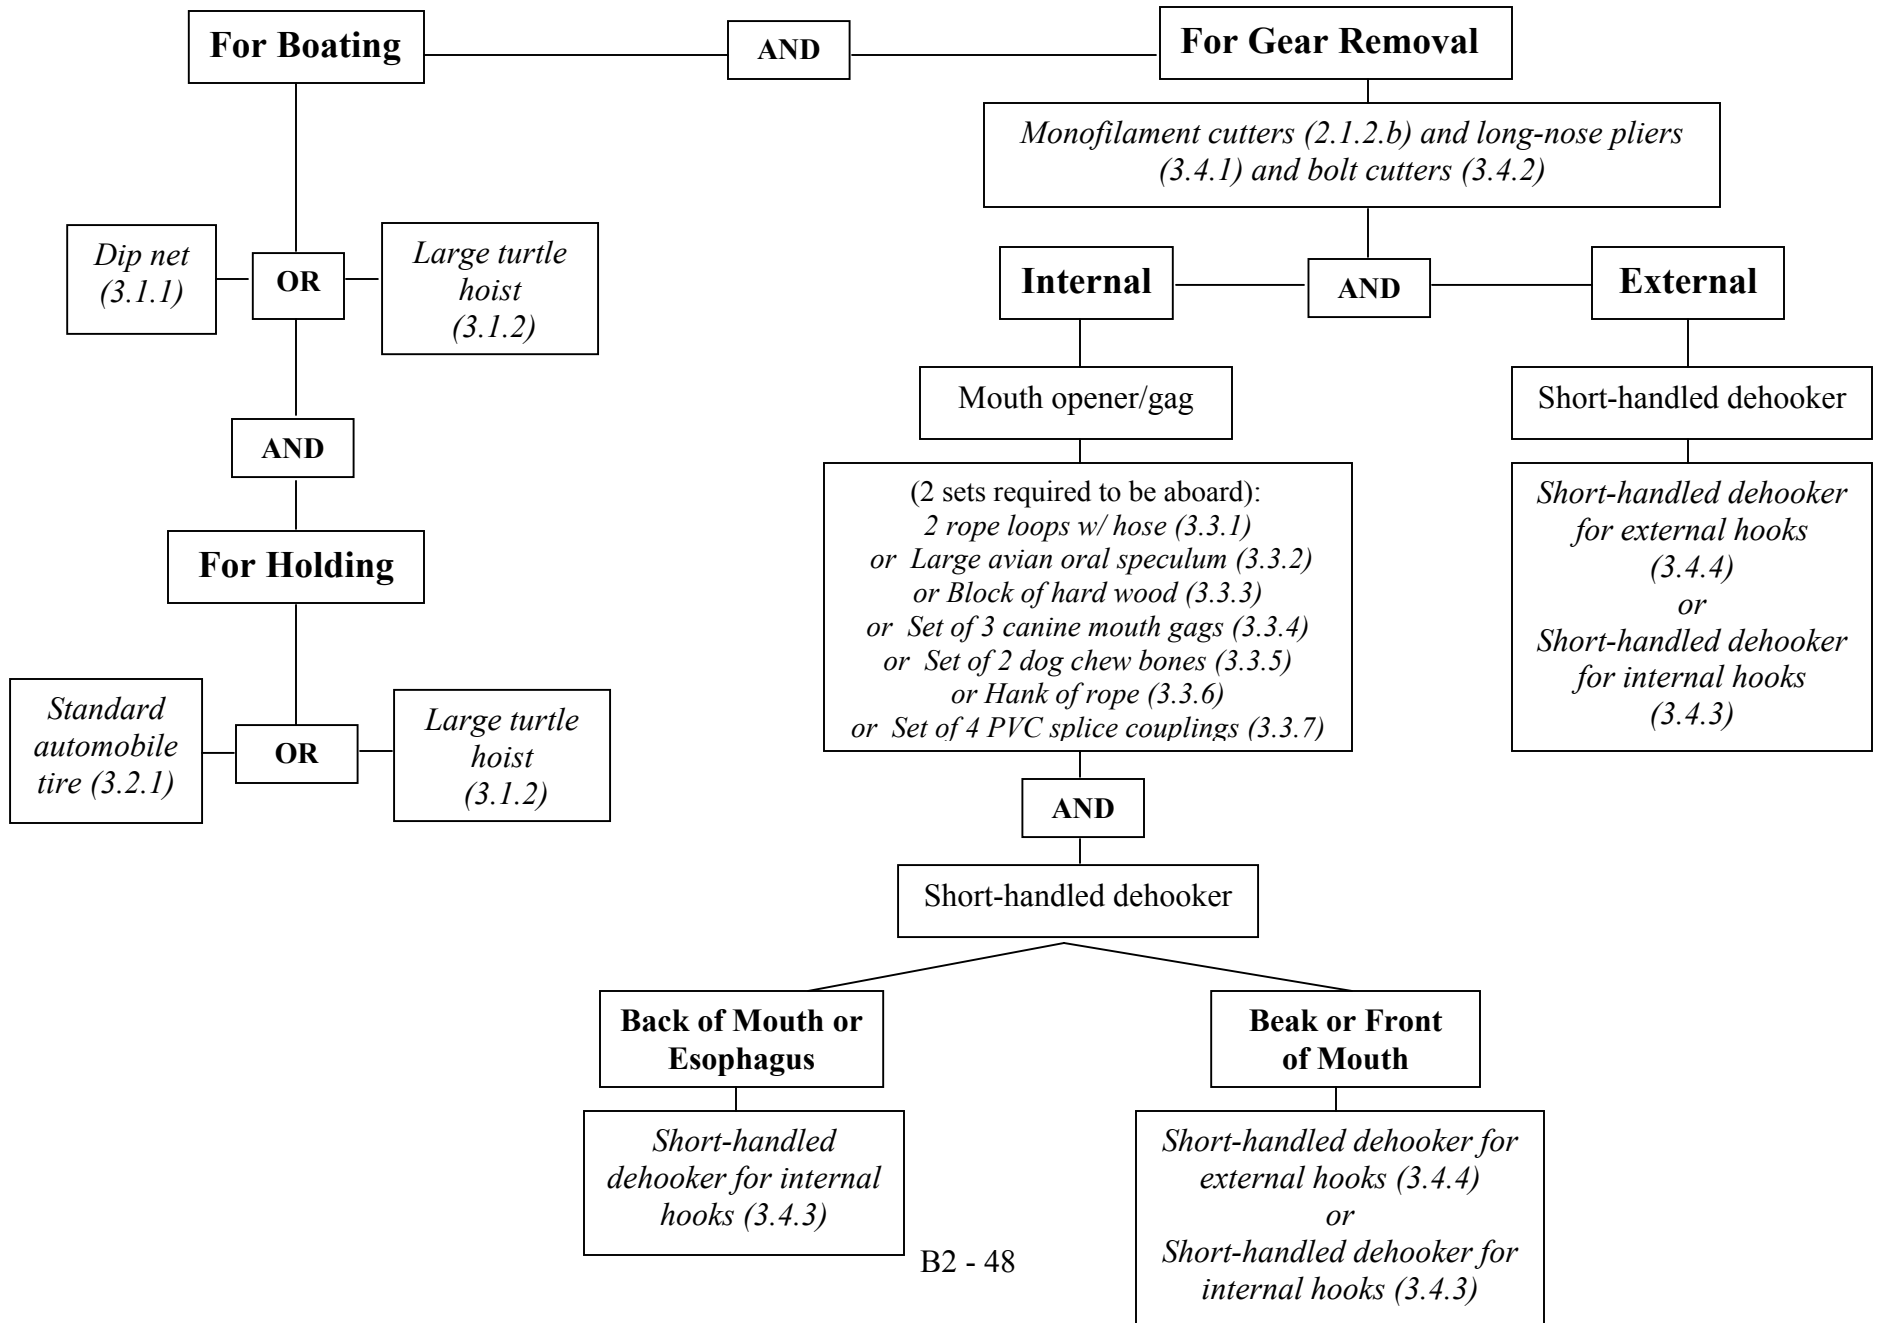 For Boating
AND
For Gear Removal
Monofilament cutters (2.1.2.b) and long-nose pliers
(3.4.1) and bolt cutters (3.4.2)
Dip net
(3.1.1)
OR
Large turtle
hoist
(3.1.2)
Internal
AND
External
Mouth opener/gag
Short-handled dehooker
AND
(2 sets required to be aboard):
2 rope loops w/ hose (3.3.1)
or Large avian oral speculum (3.3.2)
or Block of hard wood (3.3.3)
or Set of 3 canine mouth gags (3.3.4)
or Set of 2 dog chew bones (3.3.5)
or Hank of rope (3.3.6)
or Set of 4 PVC splice couplings (3.3.7)
Short-handled dehooker
for external hooks
(3.4.4)
or
Short-handled dehooker
for internal hooks
(3.4.3)
For Holding
Standard
automobile
tire (3.2.1)
OR
Large turtle
hoist
(3.1.2)
AND
Short-handled dehooker
Back of Mouth or
Esophagus
Beak or Front
of Mouth
Short-handled
dehooker for internal
hooks (3.4.3)
Short-handled dehooker for
external hooks (3.4.4)
or
Short-handled dehooker for
internal hooks (3.4.3)
B2 - 48